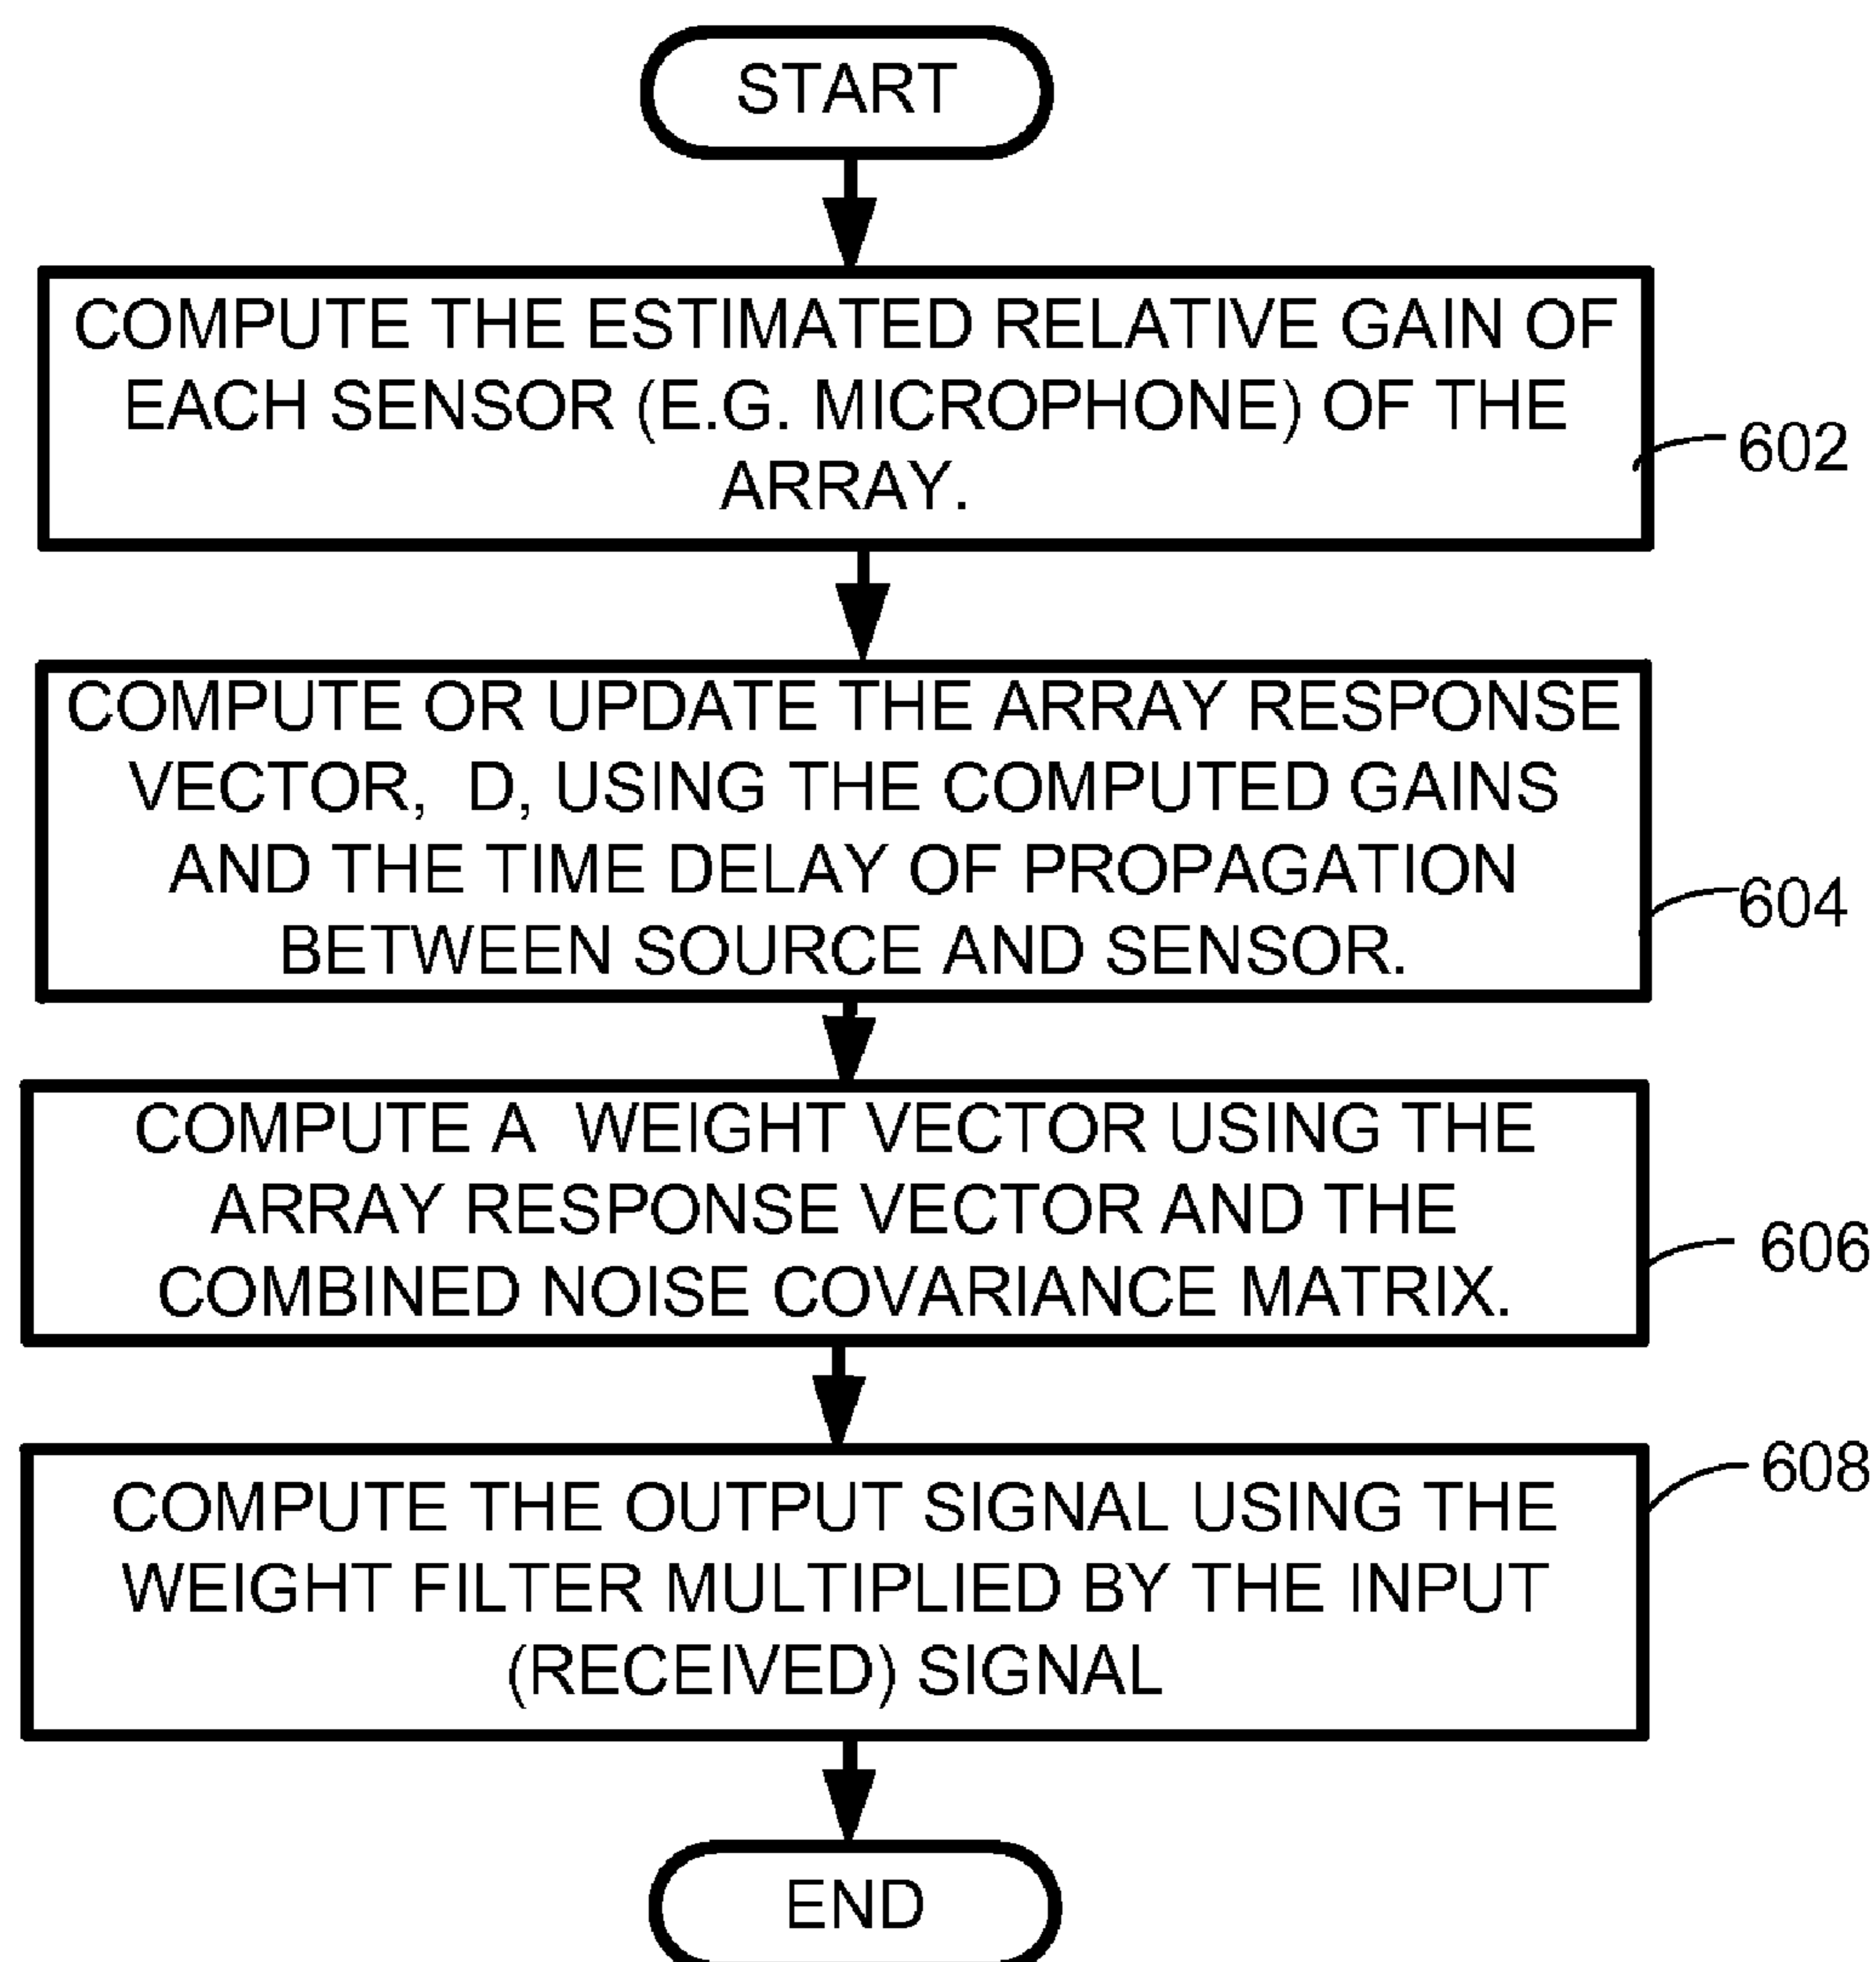 START
COMPUTE THE ESTIMATED RELATIVE GAIN OF
EACH SENSOR (E.G. MICROPHONE) OF THE
ARRAY.
602
COMPUTE OR UPDATE THE ARRAY RESPONSE
VECTOR, D, USING THE COMPUTED GAINS
AND THE TIME DELAY OF PROPAGATION
BETWEEN SOURCE AND SENSOR.
604
COMPUTE A WEIGHT VECTOR USING THE
ARRAY RESPONSE VECTOR AND THE
COMBINED NOISE COVARIANCE MATRIX.
606
COMPUTE THE OUTPUT SIGNAL USING THE
WEIGHT FILTER MULTIPLIED BY THE INPUT
(RECEIVED) SIGNAL
608
END